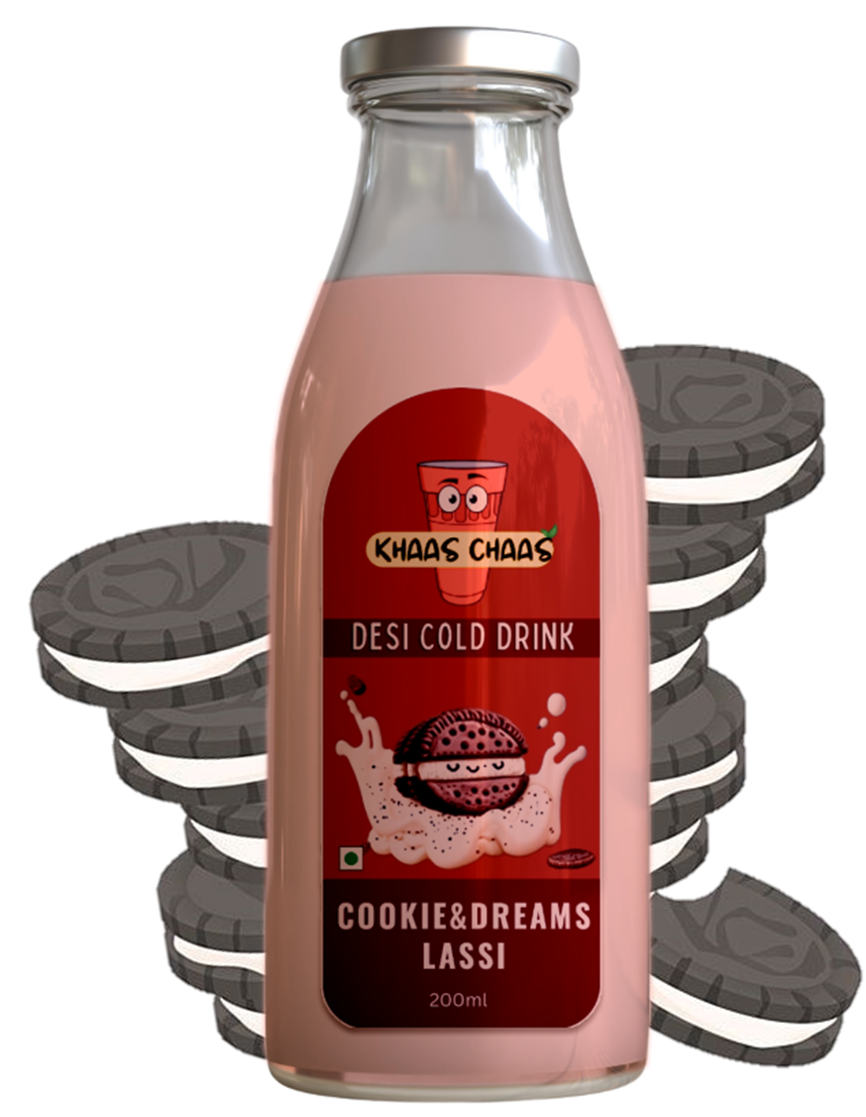 KHAAS CHAAS
DESI COLD DRINK
COOKIE&DREAMS
LASSI
200ml